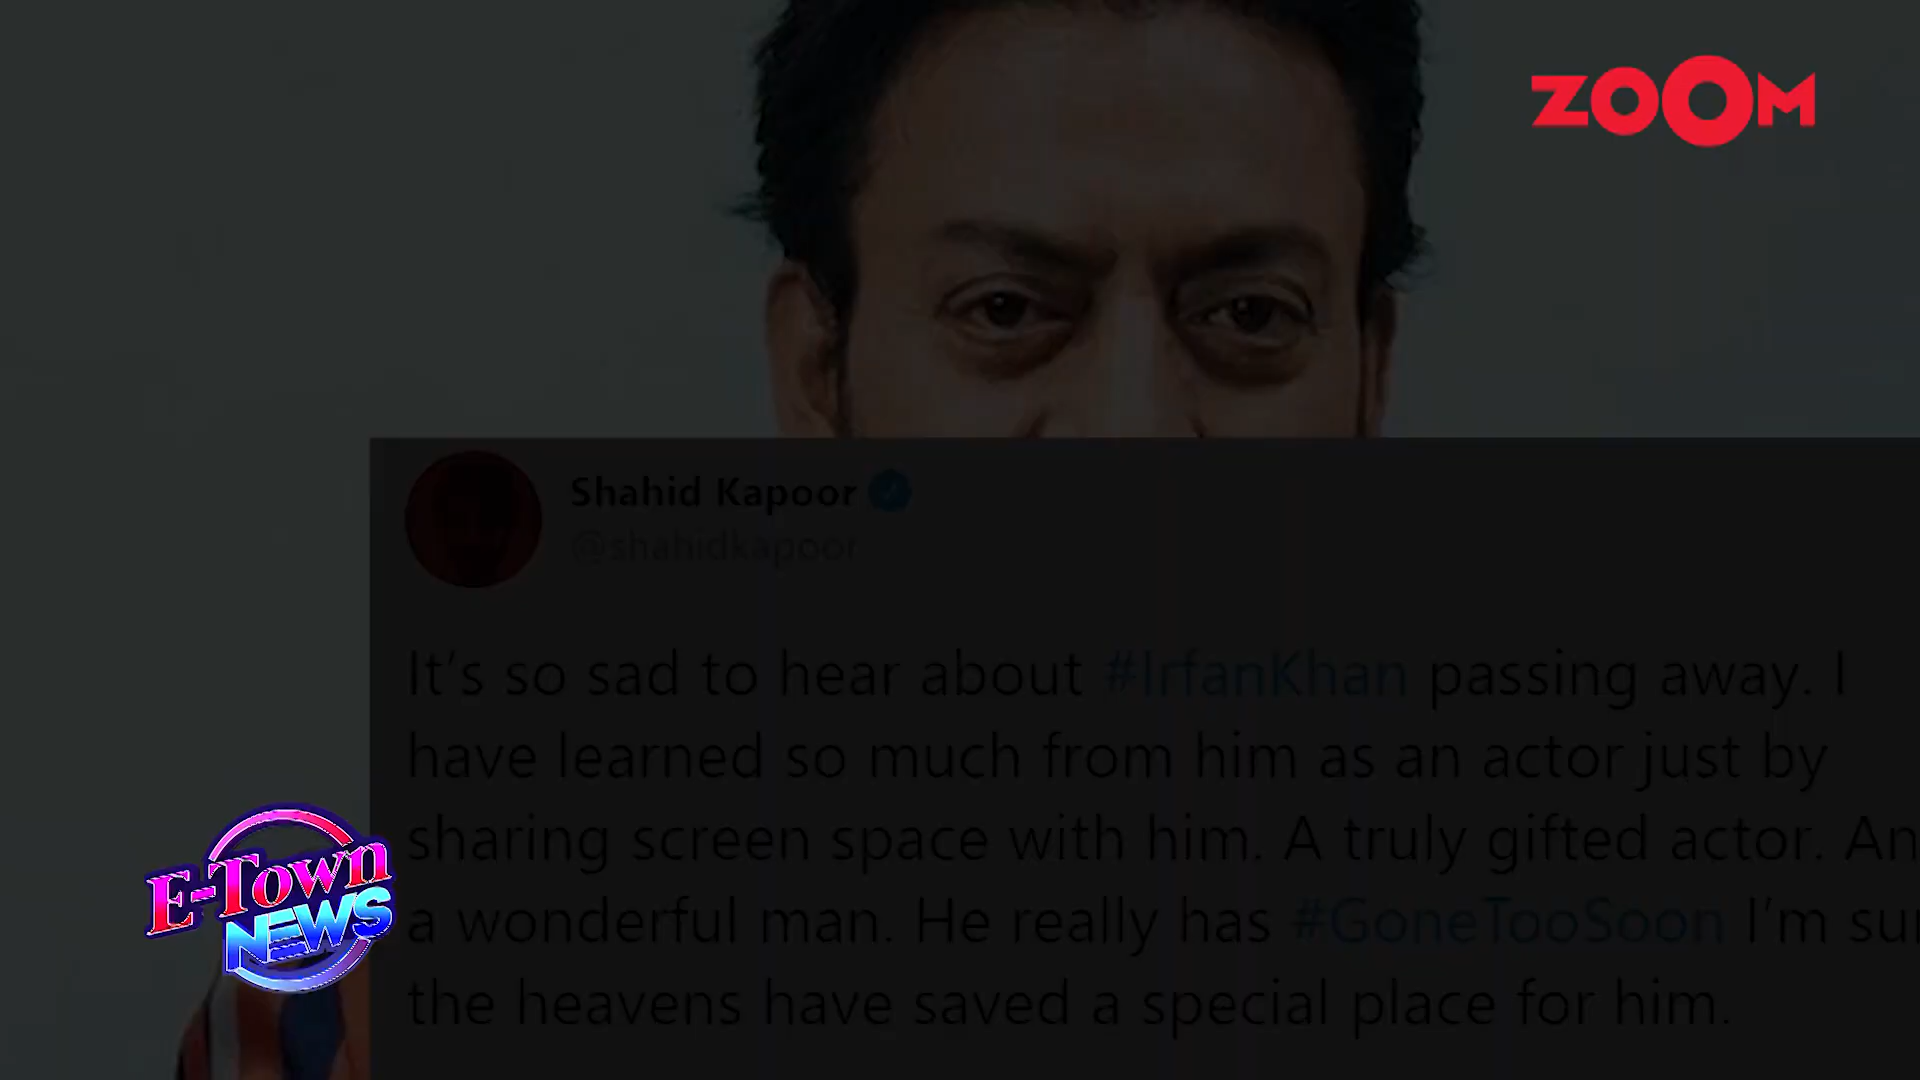 ZOOM
Shahid Kapoor
@shahidkapoor
It's so sad to hear about #IrfanKhan passing away. I
have learned so much from him as an actor just by
sharing screen space with him. A truly gifted actor. An
a wonderful man. He really has #GoneTooSoon I'm su
the heavens have saved a special place for him.
E-Town
NEWS